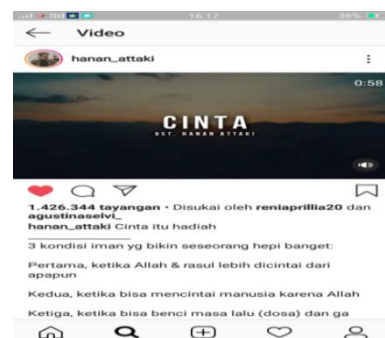 16.17
36%
Video
hanan_attaki
0:58
CINTA
UST. HANAN ATTAKI
1.426.344 tayangan · Disukai oleh reniaprillia20 dan
agustinaselvi_
hanan_attaki Cinta itu hadiah
3 kondisi iman yg bikin seseorang hepi banget:
Pertama, ketika Allah & rasul lebih dicintai dari
apapun
Kedua, ketika bisa mencintai manusia karena Allah
Ketiga, ketika bisa benci masa lalu (dosa) dan ga